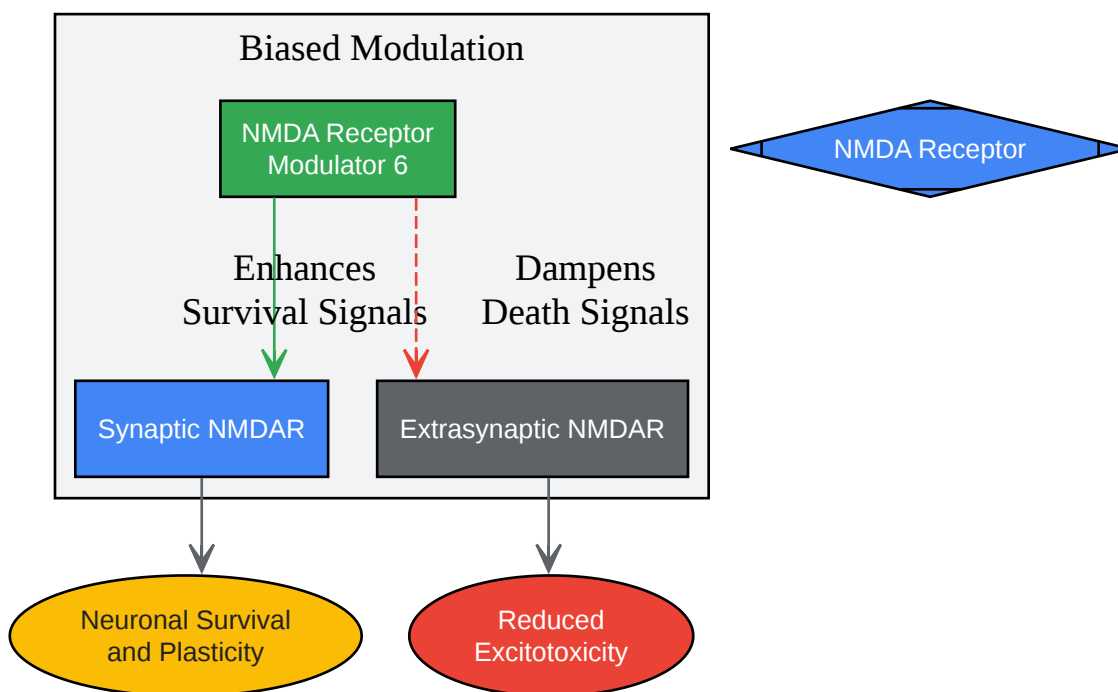 Biased Modulation
NMDA Receptor
Modulator 6
NMDA Receptor
Enhances
Survival Signals
Dampens
Death Signals
Synaptic NMDAR
Extrasynaptic NMDAR
Neuronal Survival
and Plasticity
Reduced
Excitotoxicity